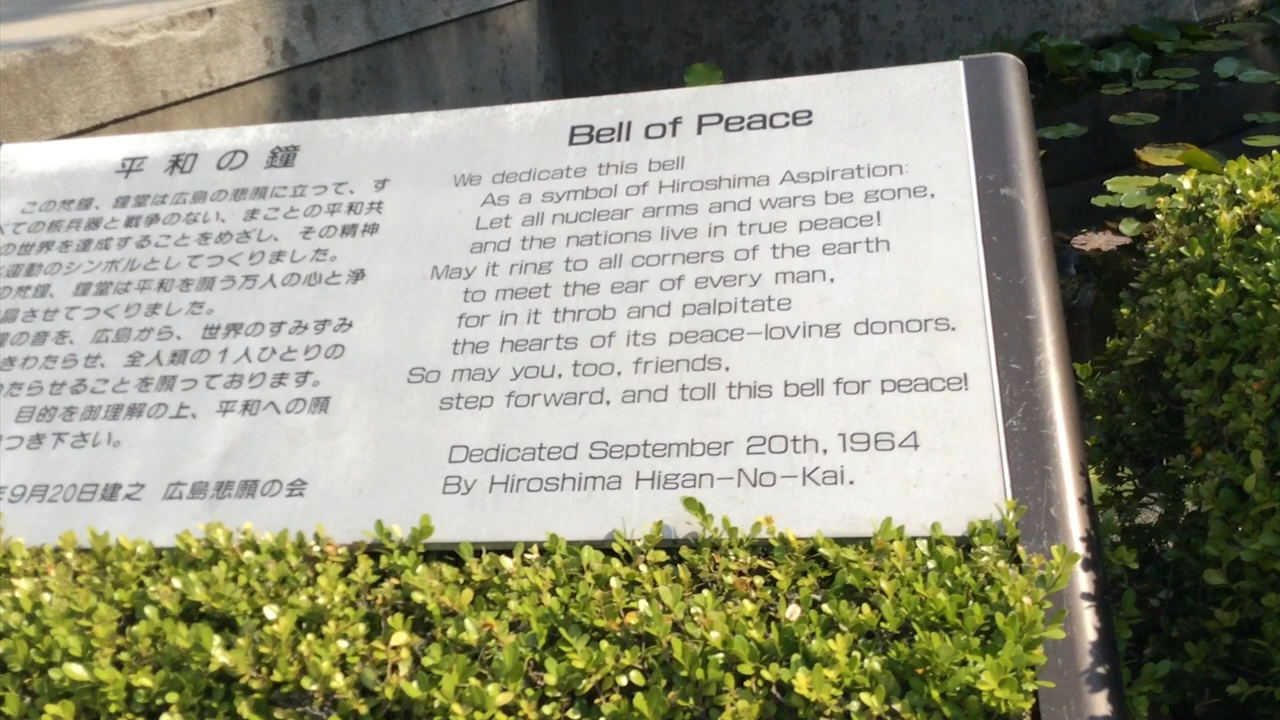 平和の鐘
この梵鐘、鐘堂は広島の悲願に立って、す
べての核兵器と戦争のない、まことの平和共
の世界を達成することをめざし、その精神
運動のシンボルとしてつくりました。
の梵鐘、鐘堂は平和を願う万人の心と浄
させてつくりました。
の音を、広島から、世界のすみずみ
きわたらせ、全人類の1人ひとりの
たらせることを願っております。
目的を御理解の上、平和への願
つき下さい。
年9月20日建之 広島悲願の会
Bell of Peace
We dedicate this bell
As a symbol of Hiroshima Aspiration:
Let all nuclear arms and wars be gone,
and the nations live in true peace!
May it ring to all corners of the earth
to meet the ear of every man,
for in it throb and palpitate
the hearts of its peace-loving donors.
So may you, too, friends,
step forward, and toll this bell for peace!
Dedicated September 20th, 1964
By Hiroshima Higan-No-Kai.